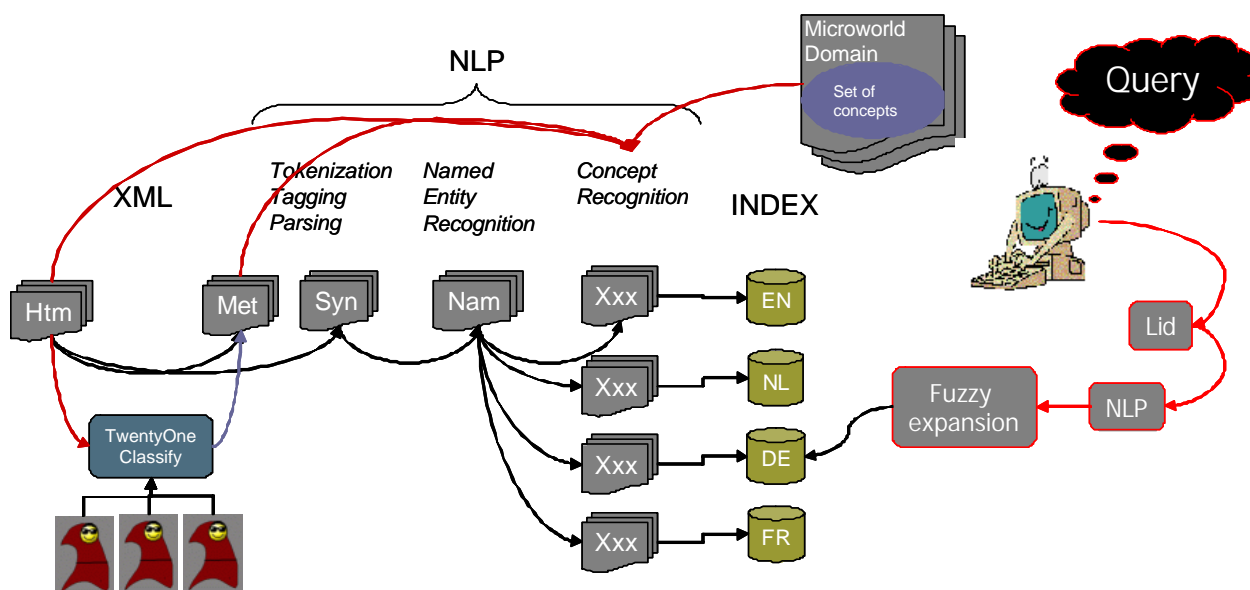 Microworld
Domain
Set of
concepts
Query
NLP
XML
Tokenization
Tagging
Parsing
Named
Entity
Recognition
Concept
Recognition
INDEX
Htm
Met
Syn
Nam
Xxx
EN
Lid
Xxx
NL
Fuzzy
expansion
NLP
TwentyOne
Classify
Xxx
DE
Xxx
FR